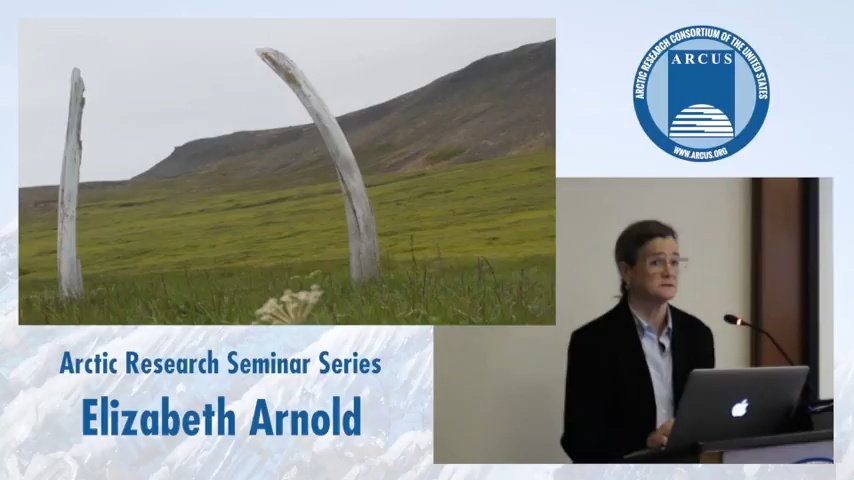 ARCTIC RESEARCH CONSORTIUM OF THE UNITED STATES
ARCUS
WWW.ARCUS.ORG
Arctic Research Seminar Series
Elizabeth Arnold